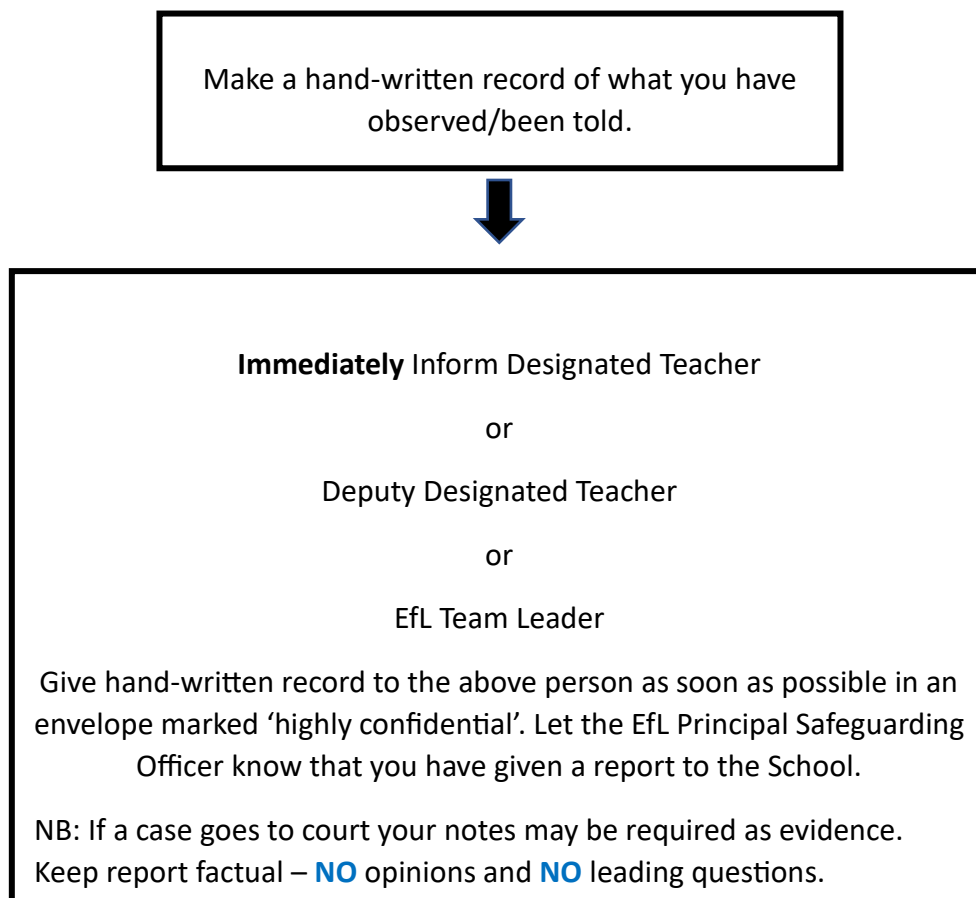 Make a hand-written record of what you have
observed/been told.
Immediately Inform Designated Teacher
or
Deputy Designated Teacher
or
EfL Team Leader
Give hand-written record to the above person as soon as possible in an
envelope marked ‘highly confidential’. Let the EfL Principal Safeguarding
Officer know that you have given a report to the School.
NB: If a case goes to court your notes may be required as evidence.
Keep report factual – NO opinions and NO leading questions.